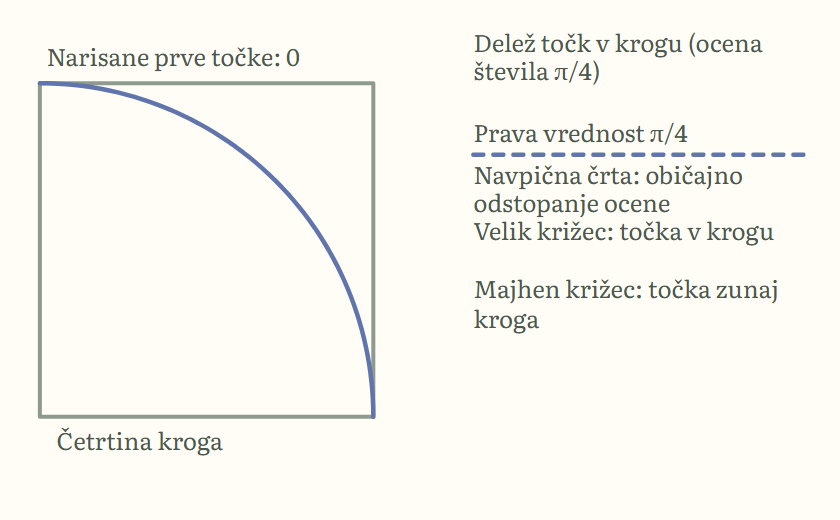 Narisane prve točke: 0
Četrtina kroga
Delež točk v krogu (ocena
števila π/4)
Prava vrednost π/4
Navpična črta: običajno
odstopanje ocene
Velik križec: točka v krogu
Majhen križec: točka zunaj
kroga